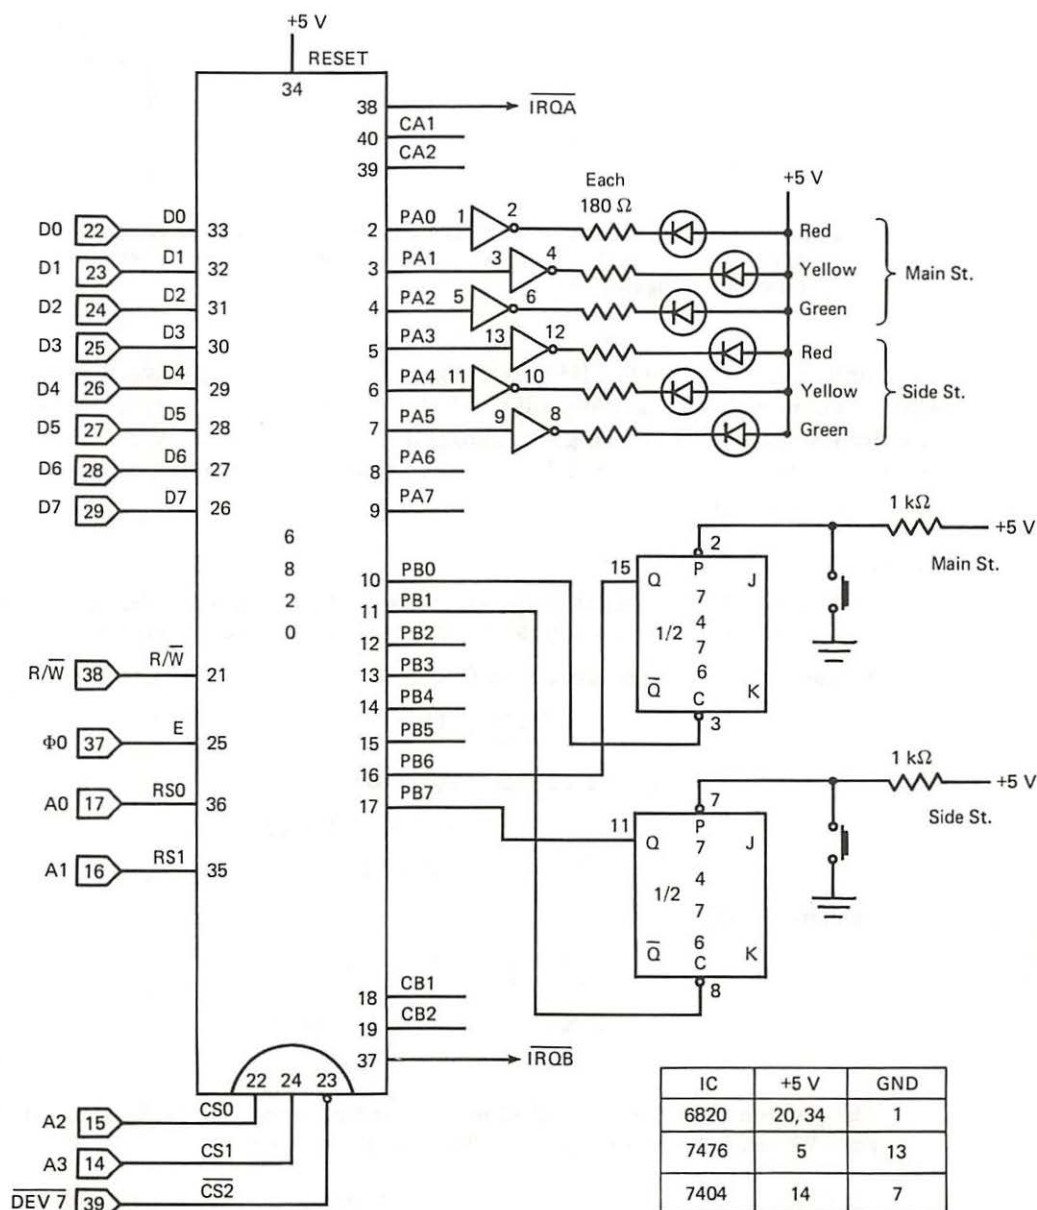 +5 V
RESET
34
38 IRQA
40 CA1
39 CA2
Each
180 Ω
+5 V
D0 22 D0 33
2 PA0 1 2 Red
D1 23 D1 32
3 PA1 3 4 Yellow
Main St.
D2 24 D2 31
4 PA2 5 6 Green
D3 25 D3 30
5 PA3 13 12 Red
D4 26 D4 29
6 PA4 11 10 Yellow
Side St.
D5 27 D5 28
7 PA5 9 8 Green
D6 28 D6 27
8 PA6
D7 29 D7 26
9 PA7
1 kΩ
+5 V
Main St.
6
8
2
0
10 PB0
11 PB1
12 PB2
13 PB3
14 PB4
15 PB5
16 PB6
17 PB7
2
15 Q P J
7
4
1/2 7
6
Q̅ C K
3
R/W̅ 38 R/W̅ 21
Φ0 37 E 25
A0 17 RS0 36
A1 16 RS1 35
1 kΩ
+5 V
Side St.
7
11 Q P J
7
4
1/2
7
6
Q̅ C K
8
18 CB1
19 CB2
37 IRQB
22 24 23
A2 15 CS0
A3 14 CS1
DEV 7 39 CS2
IC +5 V GND
6820 20, 34 1
7476 5 13
7404 14 7